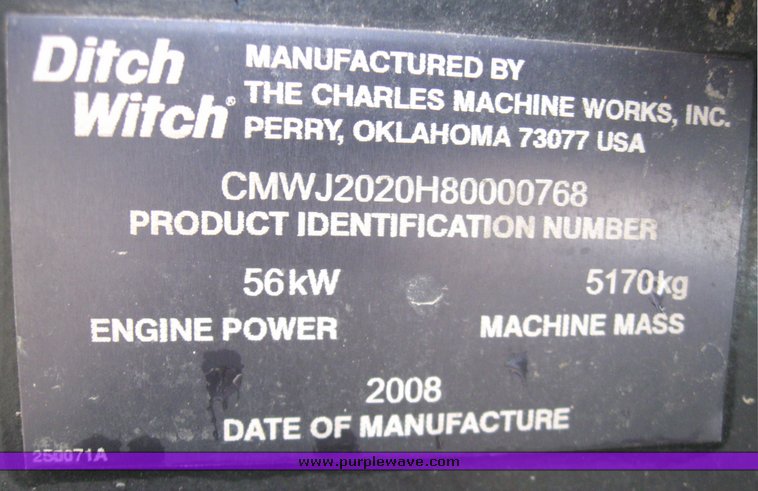 Ditch Witch® MANUFACTURED BY
THE CHARLES MACHINE WORKS, INC.
PERRY, OKLAHOMA 73077 USA
CMWJ2020H80000768
PRODUCT IDENTIFICATION NUMBER
56kW 5170kg
ENGINE POWER MACHINE MASS
2008
DATE OF MANUFACTURE
250071A
www.purplewave.com